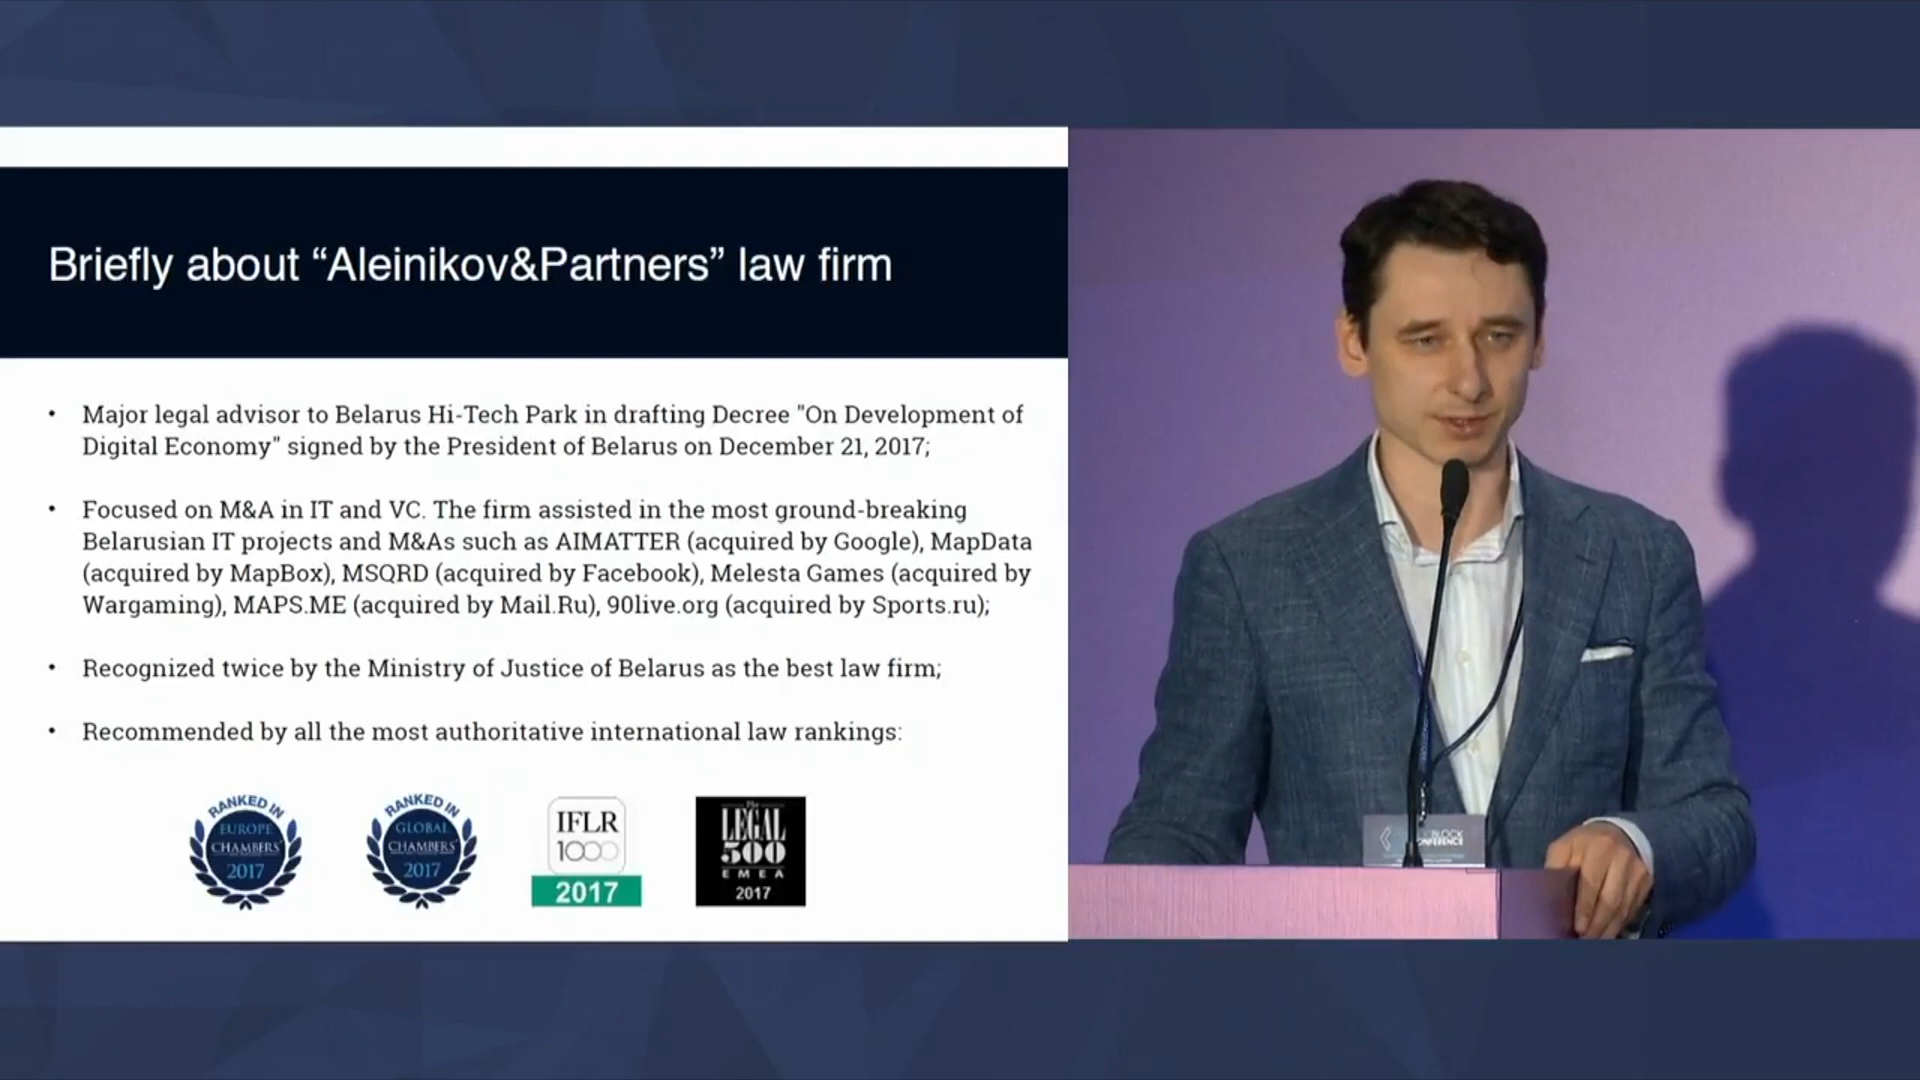 Briefly about “Aleinikov&Partners” law firm
• Major legal advisor to Belarus Hi-Tech Park in drafting Decree "On Development of
Digital Economy" signed by the President of Belarus on December 21, 2017;
• Focused on M&A in IT and VC. The firm assisted in the most ground-breaking
Belarusian IT projects and M&As such as AIMATTER (acquired by Google), MapData
(acquired by MapBox), MSQRD (acquired by Facebook), Melesta Games (acquired by
Wargaming), MAPS.ME (acquired by Mail.Ru), 90live.org (acquired by Sports.ru);
• Recognized twice by the Ministry of Justice of Belarus as the best law firm;
• Recommended by all the most authoritative international law rankings:
RANKED IN
EUROPE
CHAMBERS
2017
RANKED IN
GLOBAL
CHAMBERS
2017
IFLR
1000
2017
The
LEGAL
500
EMEA
2017
BLOCK